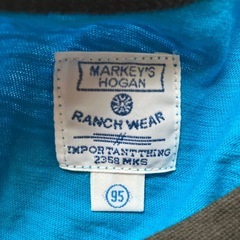 MARKEY'S
HOGAN
RANCH WEAR
IMPORTANT THING
2358 MKS
95